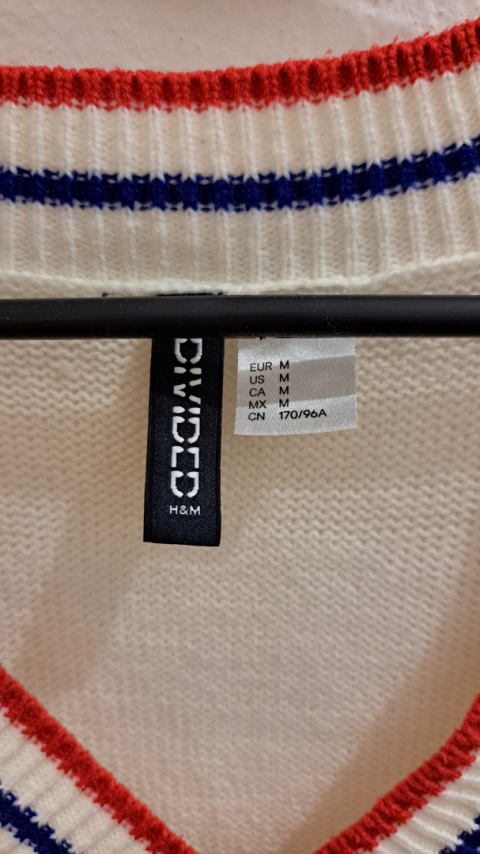 DIVIDED
H&M
EUR M
US M
CA M
MX M
CN 170/96A